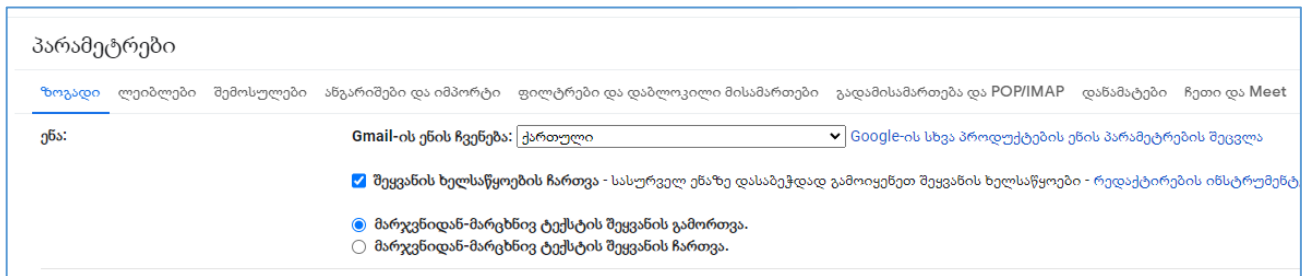 პარამეტრები
ზოგადი ლეიბლები შემოსულები ანგარიშები და იმპორტი ფილტრები და დაბლოკილი მისამართები გადამისამართება და POP/IMAP დანამატები ჩეთი და Meet
ენა: Gmail-ის ენის ჩვენება: ქართული Google-ის სხვა პროდუქტების ენის პარამეტრების შეცვლა
შეყვანის ხელსაწყოების ჩართვა - სასურველ ენაზე დასაბეჭდად გამოიყენეთ შეყვანის ხელსაწყოები - რედაქტირების ინსტრუმენტ
მარჯვნიდან-მარცხნივ ტექსტის შეყვანის გამორთვა.
მარჯვნიდან-მარცხნივ ტექსტის შეყვანის ჩართვა.